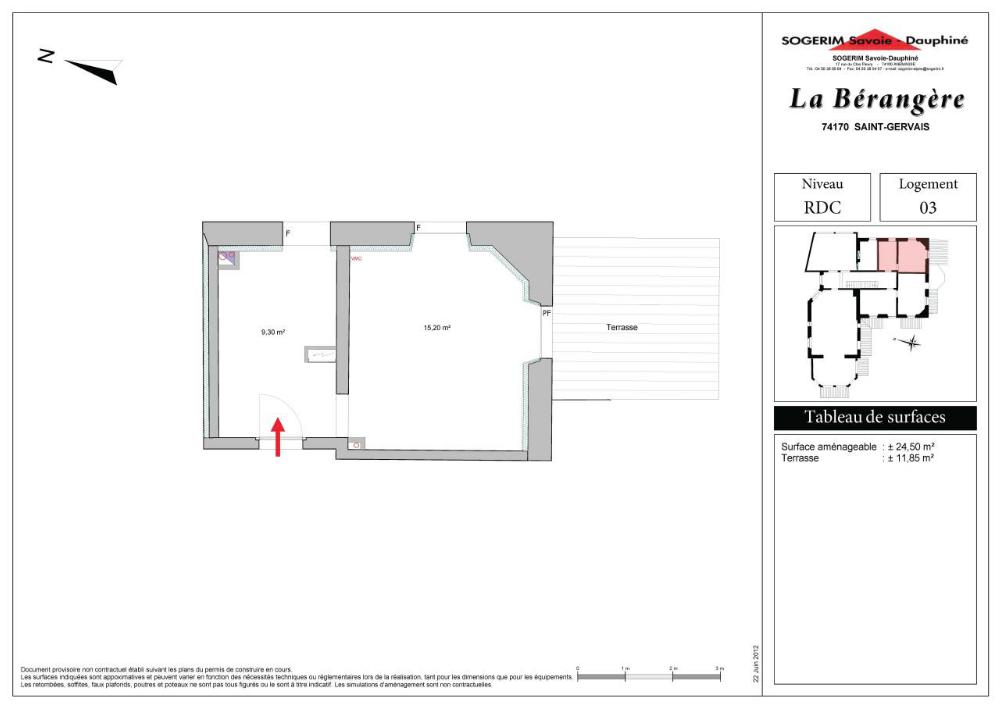 N
F
F
VMC
PF
9,30 m²
15,20 m²
Terrasse
SOGERIM Savoie - Dauphiné
SOGERIM Savoie-Dauphiné
La Bérangère
74170 SAINT-GERVAIS
Niveau
RDC
Logement
03
Tableau de surfaces
Surface aménageable : ± 24,50 m²
Terrasse : ± 11,85 m²
Document provisoire non contractuel établi suivant les plans du permis de construire en cours.
Les surfaces indiquées sont appoximatives et peuvent varier en fonction des nécessités techniques ou réglementaires lors de la réalisation, tant pour les dimensions que pour les équipements.
Les retombées, soffites, faux plafonds, poutres et poteaux ne sont pas tous figurés ou le sont à titre indicatif. Les simulations d'aménagement sont non contractuelles
0 1 m 2 m 3 m
22 Juin 2012